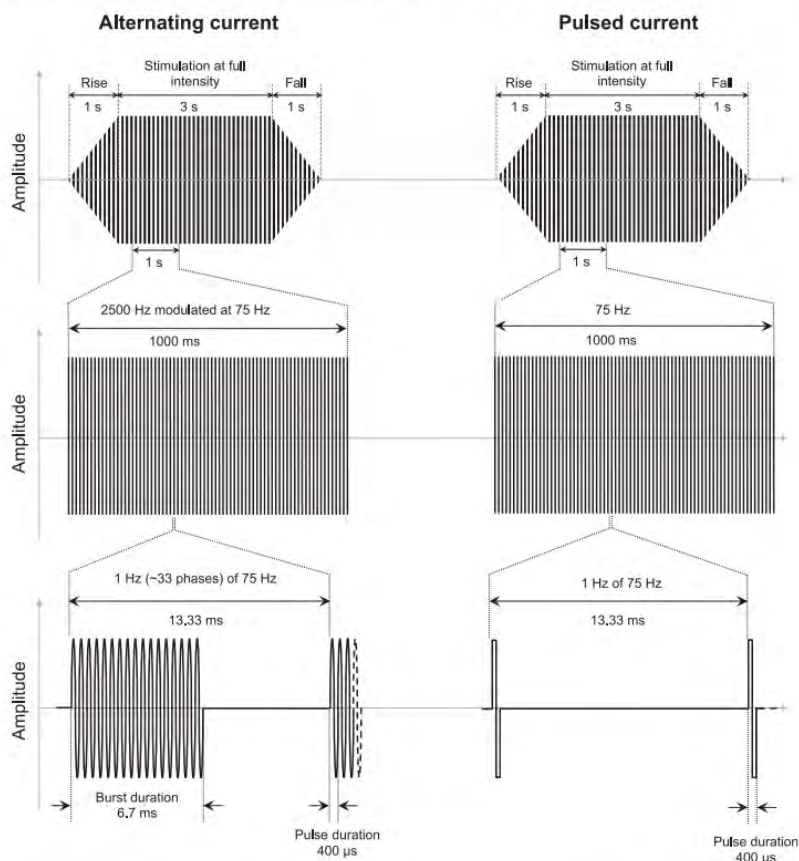 Alternating current
Pulsed current
Stimulation at full
intensity
Rise
Fall
1 s
3 s
1 s
Stimulation at full
intensity
Rise
Fall
1 s
3 s
1 s
Amplitude
1 s
1 s
2500 Hz modulated at 75 Hz
1000 ms
75 Hz
1000 ms
Amplitude
1 Hz (~33 phases) of 75 Hz
13.33 ms
1 Hz of 75 Hz
13.33 ms
Amplitude
Burst duration
6.7 ms
Pulse duration
400 μs
Pulse duration
400 μs